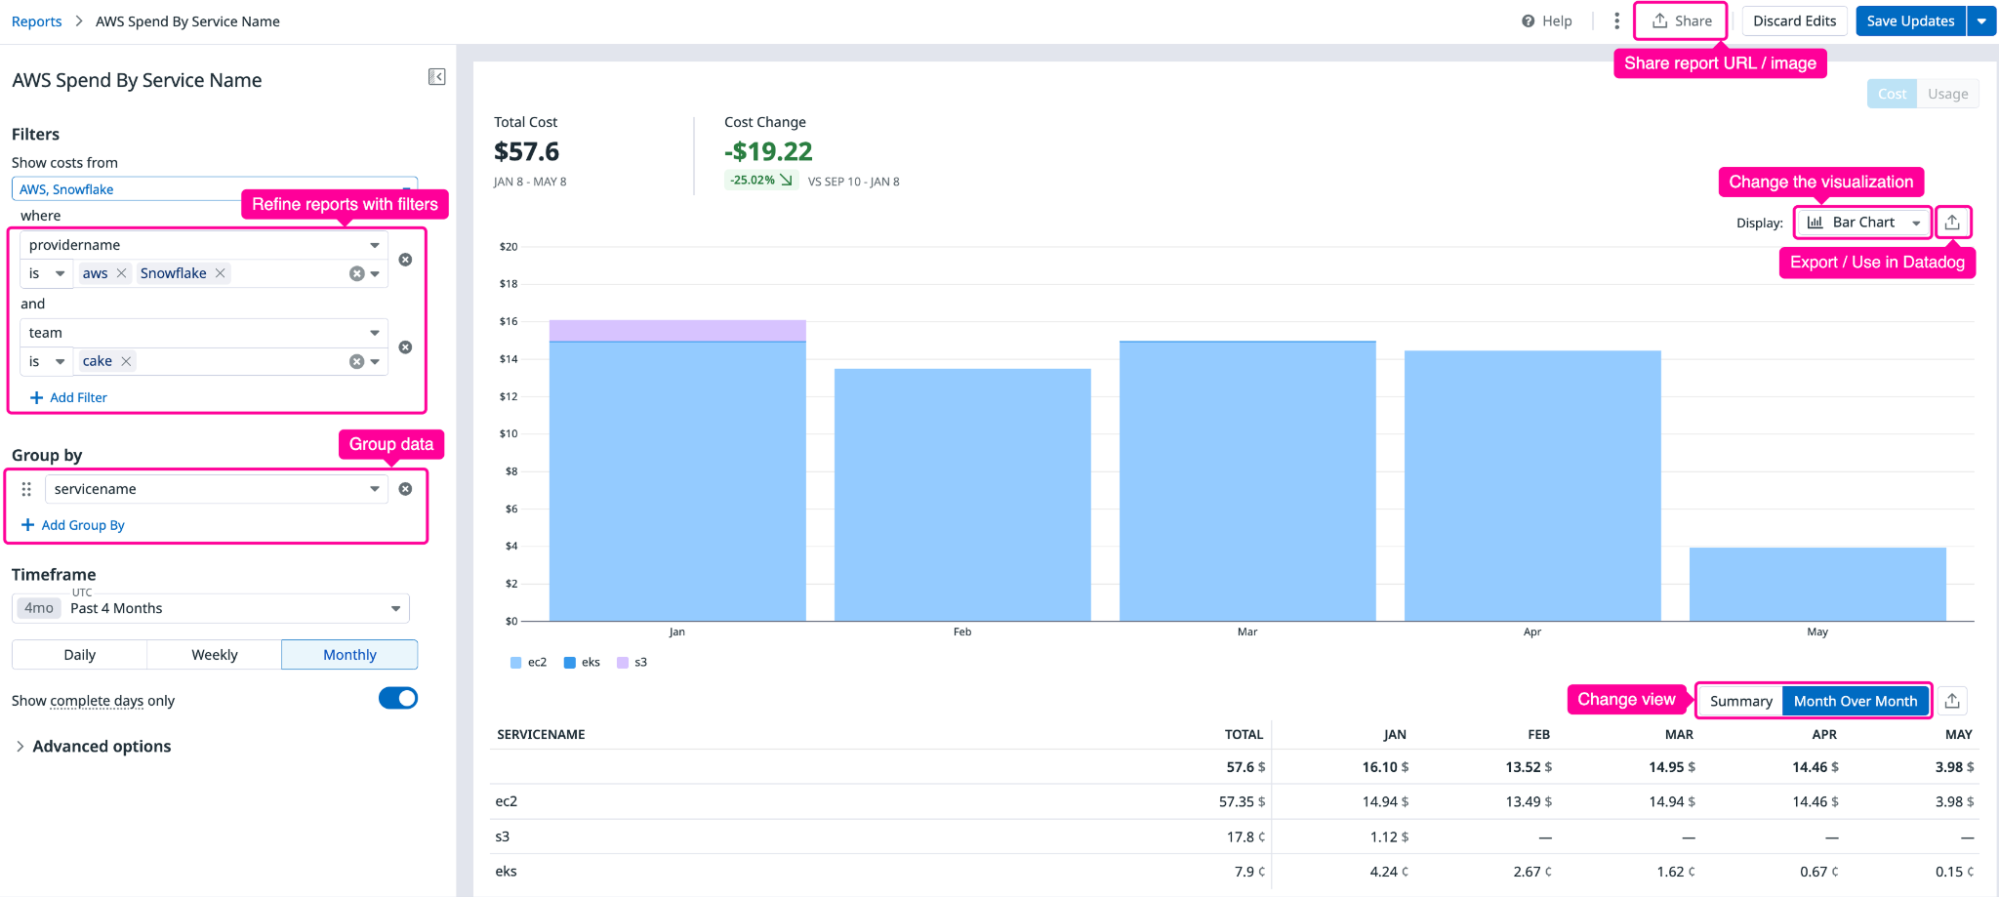 Reports > AWS Spend By Service Name
Help
Share
Discard Edits
Save Updates
Share report URL / image
AWS Spend By Service Name
Filters
Show costs from
AWS, Snowflake
Refine reports with filters
where
providername
is aws Snowflake
and
team
is cake
+ Add Filter
Group data
Group by
servicename
+ Add Group By
Timeframe
UTC
4mo Past 4 Months
Daily Weekly Monthly
Show complete days only
> Advanced options
Cost Usage
Total Cost
$57.6
JAN 8 - MAY 8
Cost Change
-$19.22
-25.02% VS SEP 10 - JAN 8
Change the visualization
Display: Bar Chart
Export / Use in Datadog
$20
$18
$16
$14
$12
$10
$8
$6
$4
$2
$0
Jan Feb Mar Apr May
ec2 eks s3
Change view
Summary Month Over Month
SERVICENAME TOTAL JAN FEB MAR APR MAY
57.6 $ 16.10 $ 13.52 $ 14.95 $ 14.46 $ 3.98 $
ec2 57.35 $ 14.94 $ 13.49 $ 14.94 $ 14.46 $ 3.98 $
s3 17.8 ¢ 1.12 $ — — — —
eks 7.9 ¢ 4.24 ¢ 2.67 ¢ 1.62 ¢ 0.67 ¢ 0.15 ¢